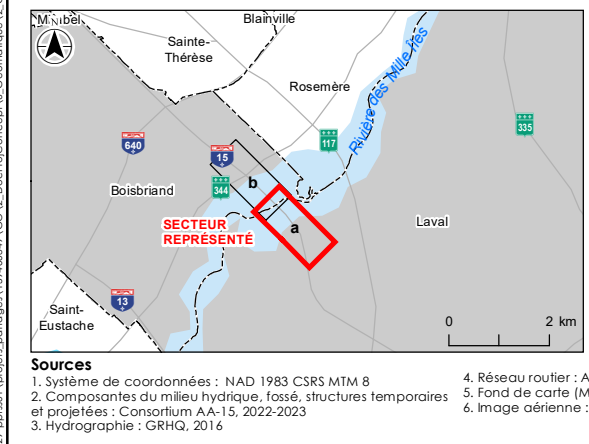 Blainville
Sainte-
Thérèse
Rosemère
Rivière des Mille Îles
640
15
117
335
344
Boisbriand
b
SECTEUR
REPRÉSENTÉ
a
Laval
13
Saint-
Eustache
0 2 km
Sources
1. Système de coordonnées : NAD 1983 CSRS MTM 8
2. Composantes du milieu hydrique, fossé, structures temporaires
et projetées : Consortium AA-15, 2022-2023
3. Hydrographie : GRHQ, 2016
4. Réseau routier : A
5. Fond de carte (M
6. Image aérienne :